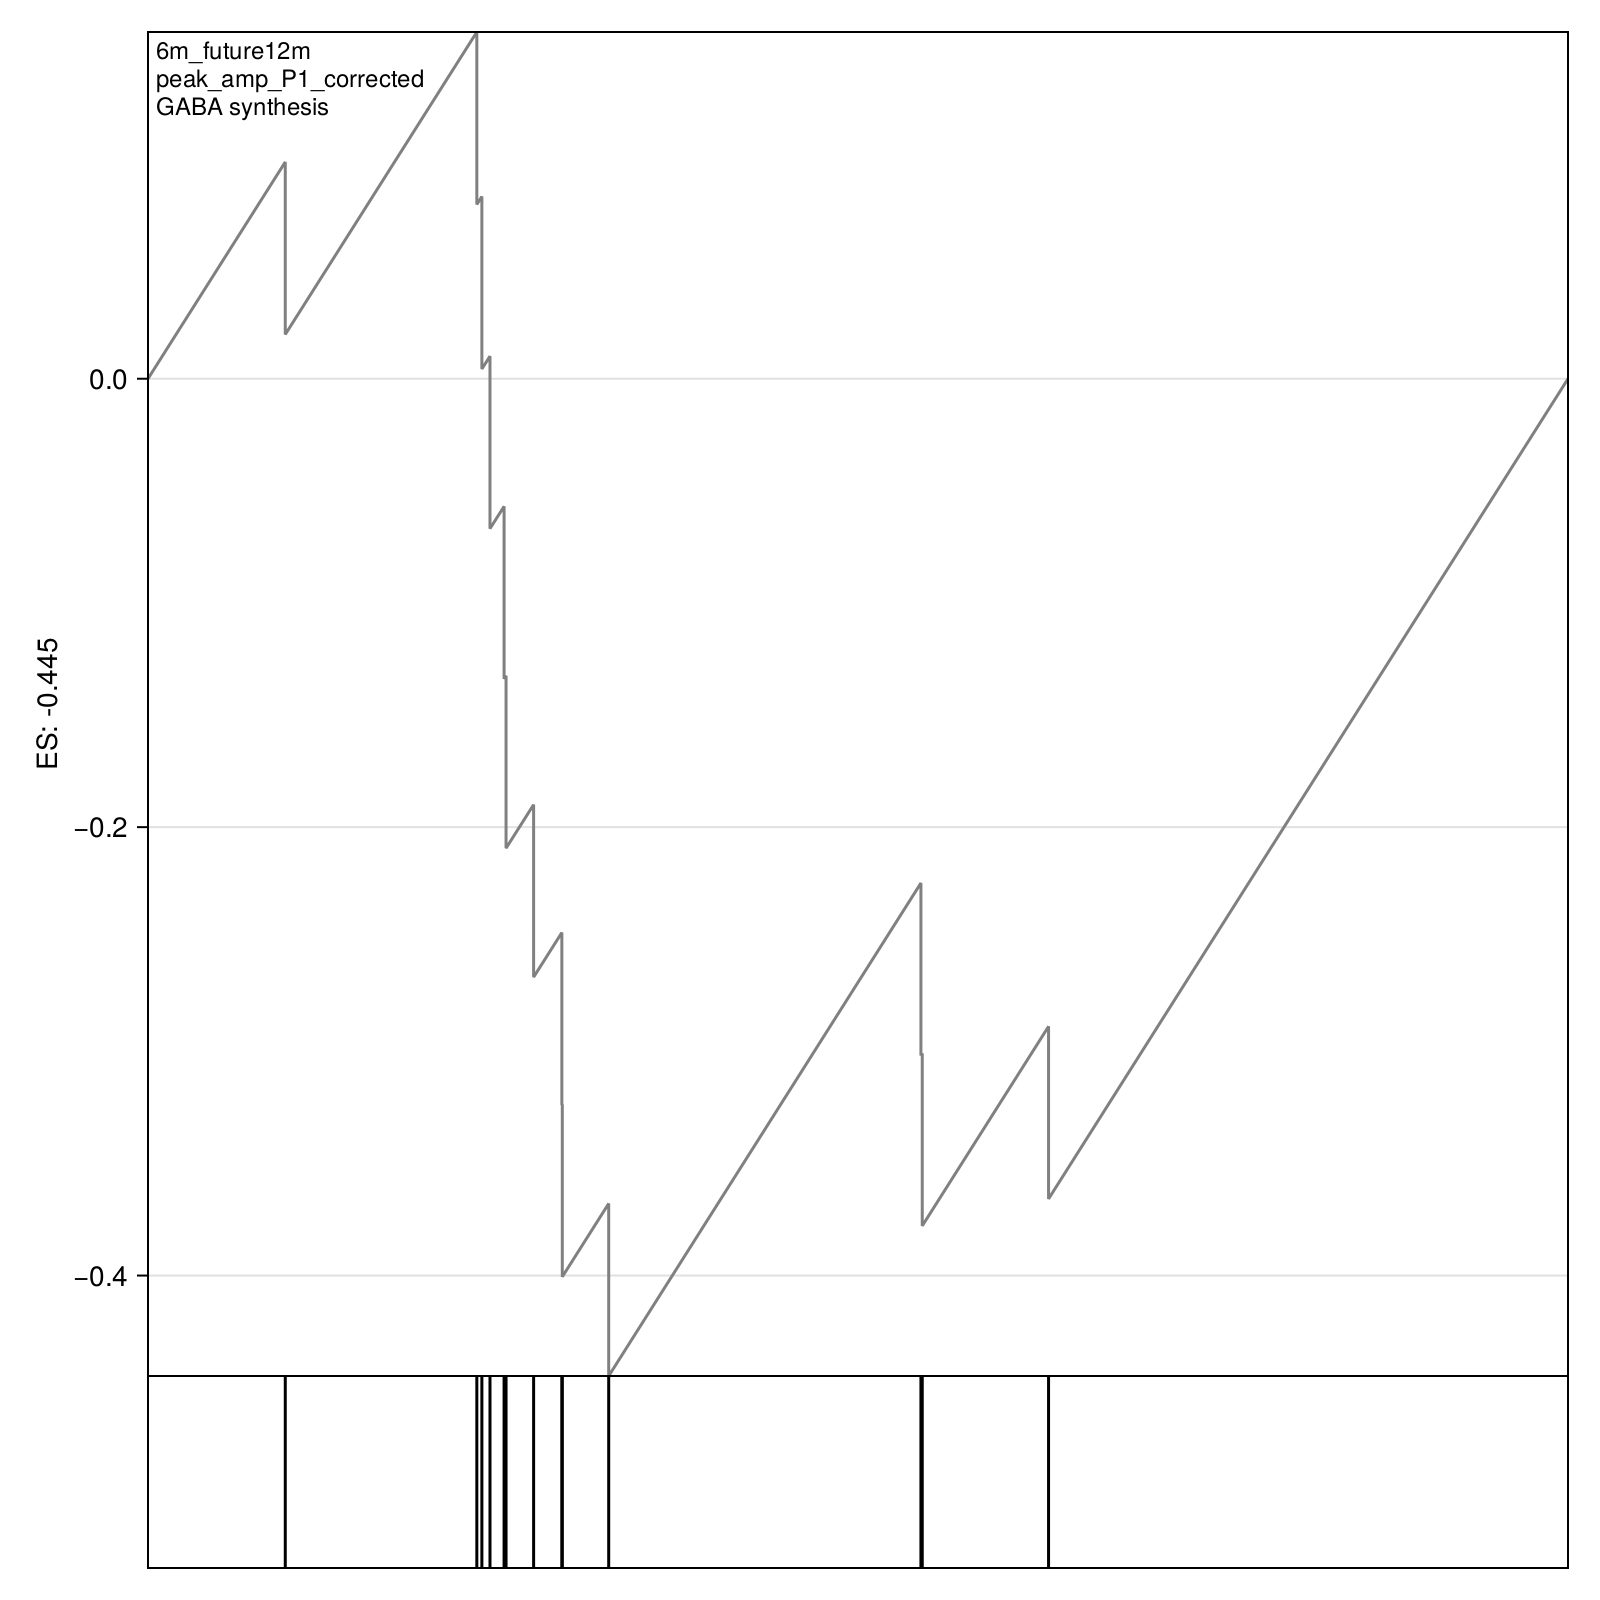 6m_future12m
peak_amp_P1_corrected
GABA synthesis
0.0
ES: -0.445
−0.2
−0.4